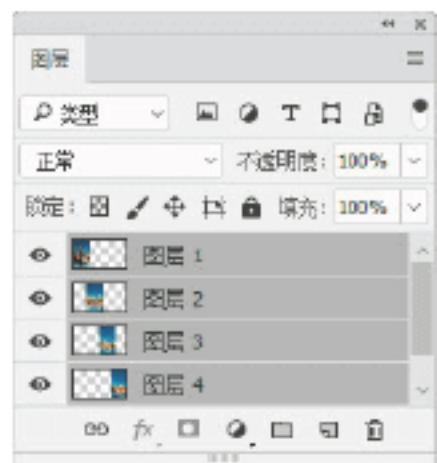 图层
类型
正常 不透明度: 100%
锁定: 填充: 100%
图层 1
图层 2
图层 3
图层 4
fx